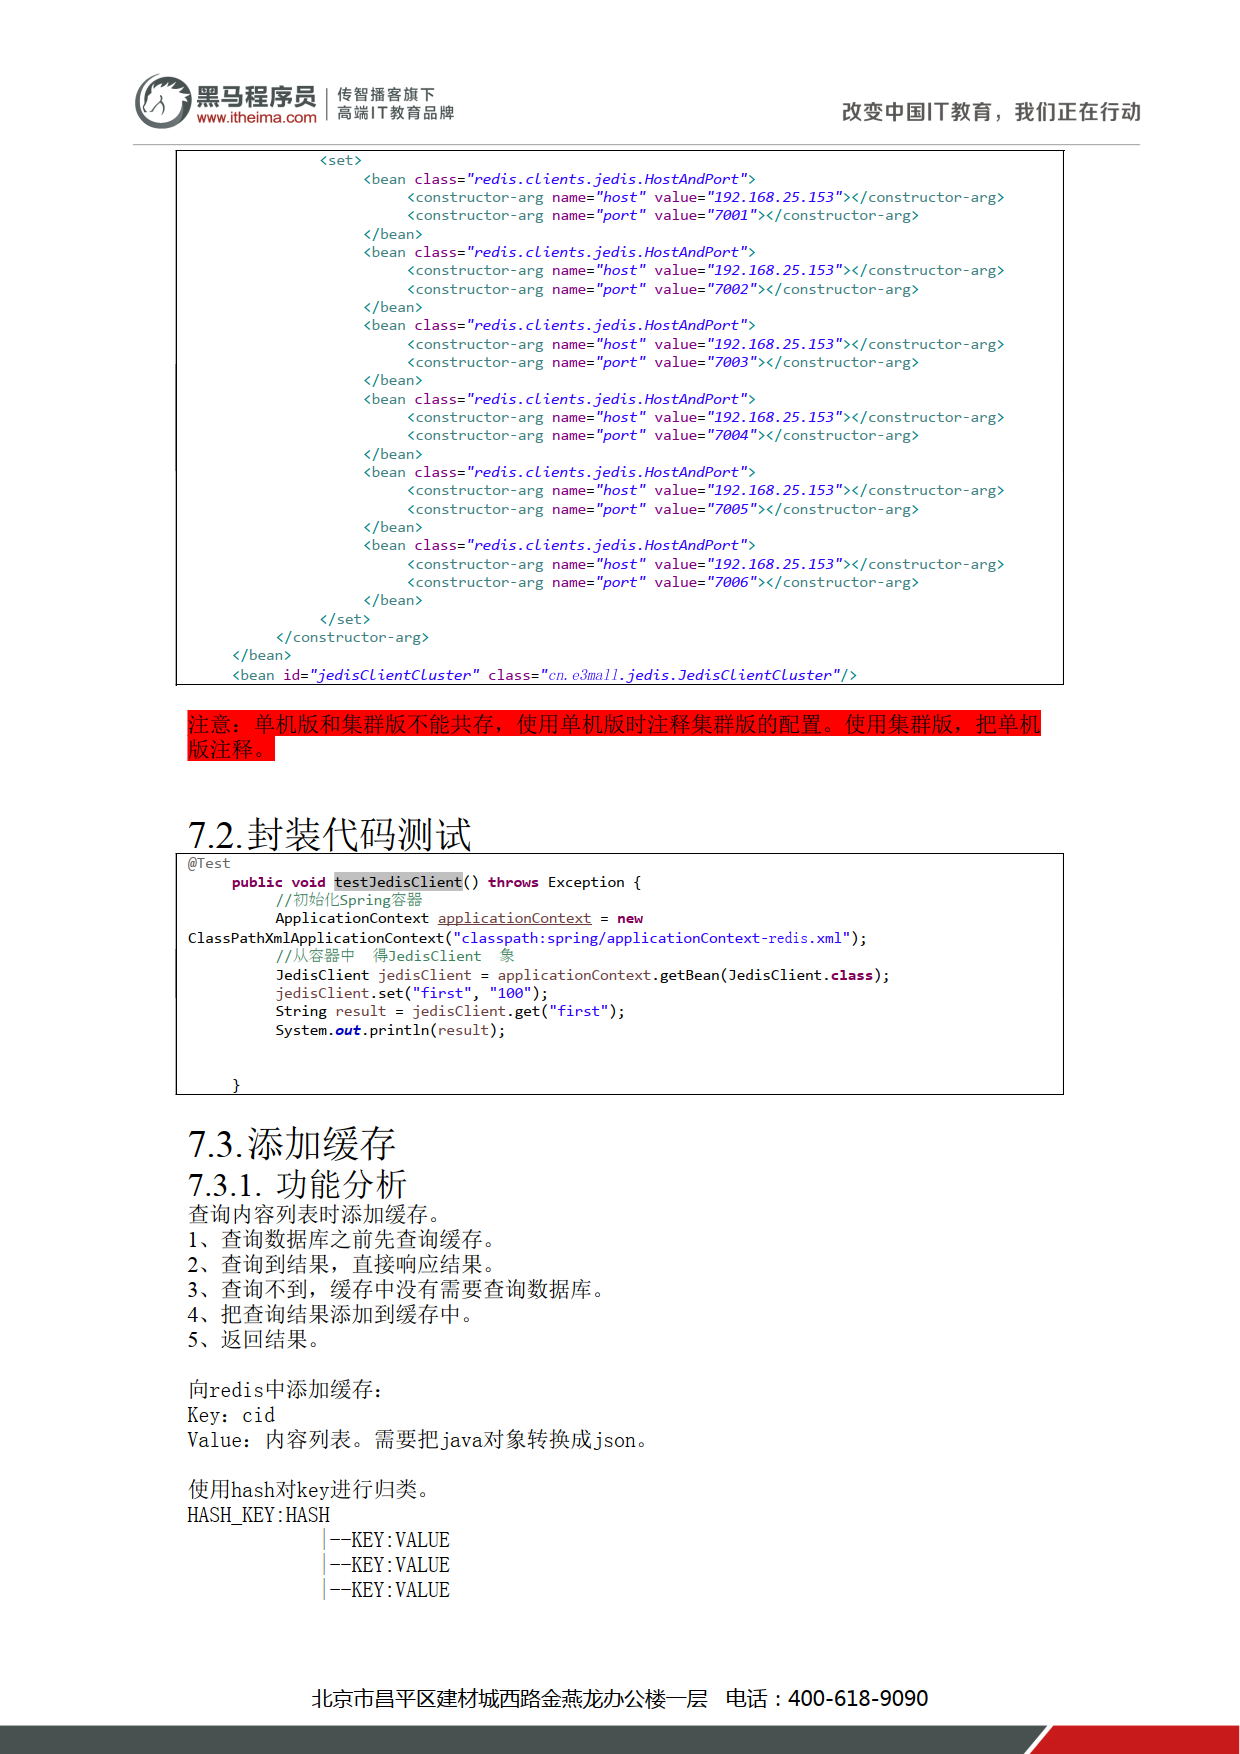 黑马程序员
www.itheima.com
传智播客旗下
高端IT教育品牌
改变中国IT教育，我们正在行动
<set>
<bean class="redis.clients.jedis.HostAndPort">
<constructor-arg name="host" value="192.168.25.153"></constructor-arg>
<constructor-arg name="port" value="7001"></constructor-arg>
</bean>
<bean class="redis.clients.jedis.HostAndPort">
<constructor-arg name="host" value="192.168.25.153"></constructor-arg>
<constructor-arg name="port" value="7002"></constructor-arg>
</bean>
<bean class="redis.clients.jedis.HostAndPort">
<constructor-arg name="host" value="192.168.25.153"></constructor-arg>
<constructor-arg name="port" value="7003"></constructor-arg>
</bean>
<bean class="redis.clients.jedis.HostAndPort">
<constructor-arg name="host" value="192.168.25.153"></constructor-arg>
<constructor-arg name="port" value="7004"></constructor-arg>
</bean>
<bean class="redis.clients.jedis.HostAndPort">
<constructor-arg name="host" value="192.168.25.153"></constructor-arg>
<constructor-arg name="port" value="7005"></constructor-arg>
</bean>
<bean class="redis.clients.jedis.HostAndPort">
<constructor-arg name="host" value="192.168.25.153"></constructor-arg>
<constructor-arg name="port" value="7006"></constructor-arg>
</bean>
</set>
</constructor-arg>
</bean>
<bean id="jedisClientCluster" class="cn.e3mall.jedis.JedisClientCluster"/>
注意：单机版和集群版不能共存，使用单机版时注释集群版的配置。使用集群版，把单机
版注释。
7.2.封装代码测试
@Test
public void testJedisClient() throws Exception {
//初始化Spring容器
ApplicationContext applicationContext = new
ClassPathXmlApplicationContext("classpath:spring/applicationContext-redis.xml");
//从容器中 得JedisClient 象
JedisClient jedisClient = applicationContext.getBean(JedisClient.class);
jedisClient.set("first", "100");
String result = jedisClient.get("first");
System.out.println(result);
}
7.3.添加缓存
7.3.1. 功能分析
查询内容列表时添加缓存。
1、查询数据库之前先查询缓存。
2、查询到结果，直接响应结果。
3、查询不到，缓存中没有需要查询数据库。
4、把查询结果添加到缓存中。
5、返回结果。
向redis中添加缓存：
Key：cid
Value：内容列表。需要把java对象转换成json。
使用hash对key进行归类。
HASH_KEY:HASH
|--KEY:VALUE
|--KEY:VALUE
|--KEY:VALUE
北京市昌平区建材城西路金燕龙办公楼一层 电话：400-618-9090